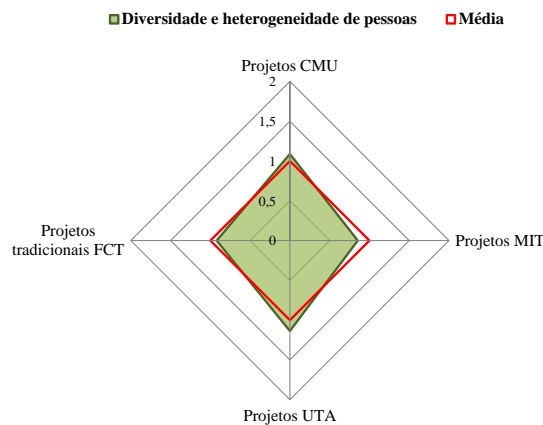 Diversidade e heterogeneidade de pessoas Média
Projetos CMU
2
1,5
1
0,5
0
Projetos
tradicionais FCT
Projetos MIT
Projetos UTA